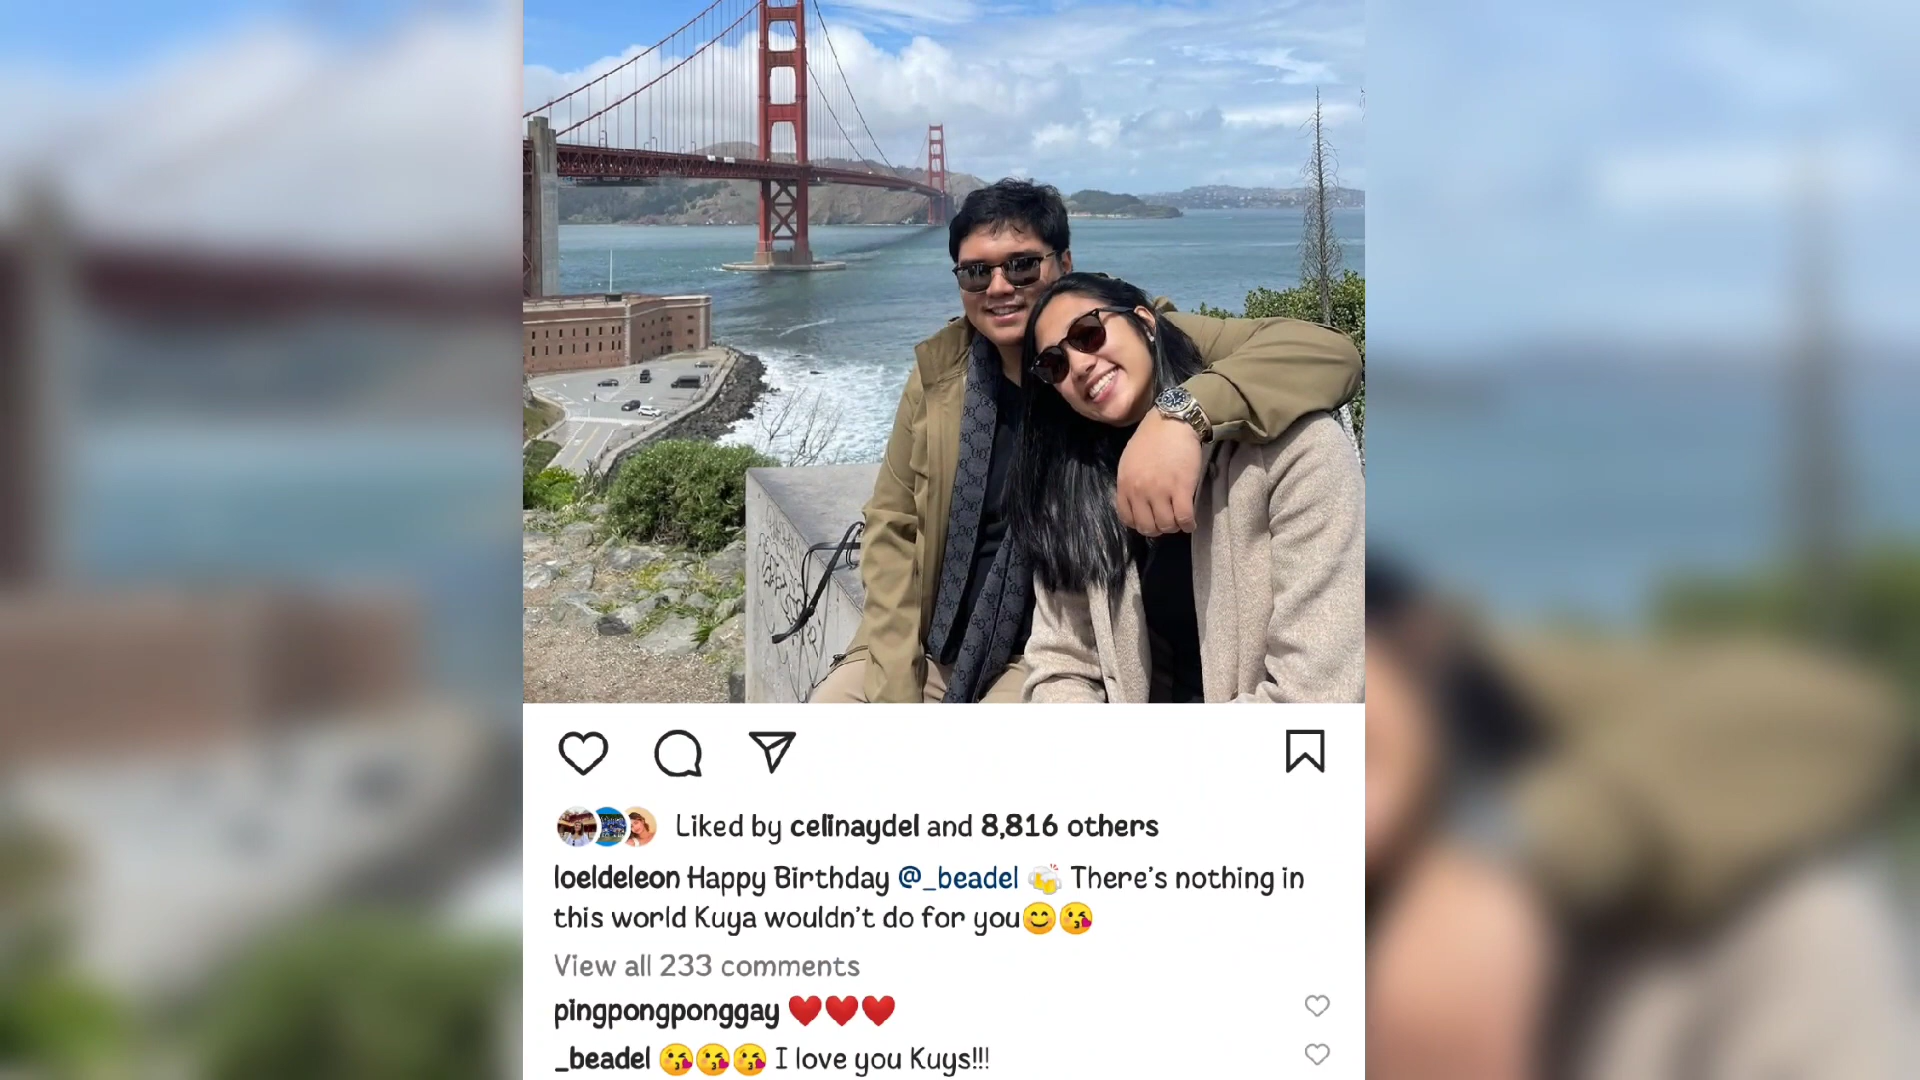 Liked by celinaydel and 8,816 others
loeldeleon Happy Birthday @_beadel 🍻 There's nothing in
this world Kuya wouldn't do for you😊😘
View all 233 comments
pingpongponggay ❤️❤️❤️
_beadel 😘😘😘 I love you Kuys!!!